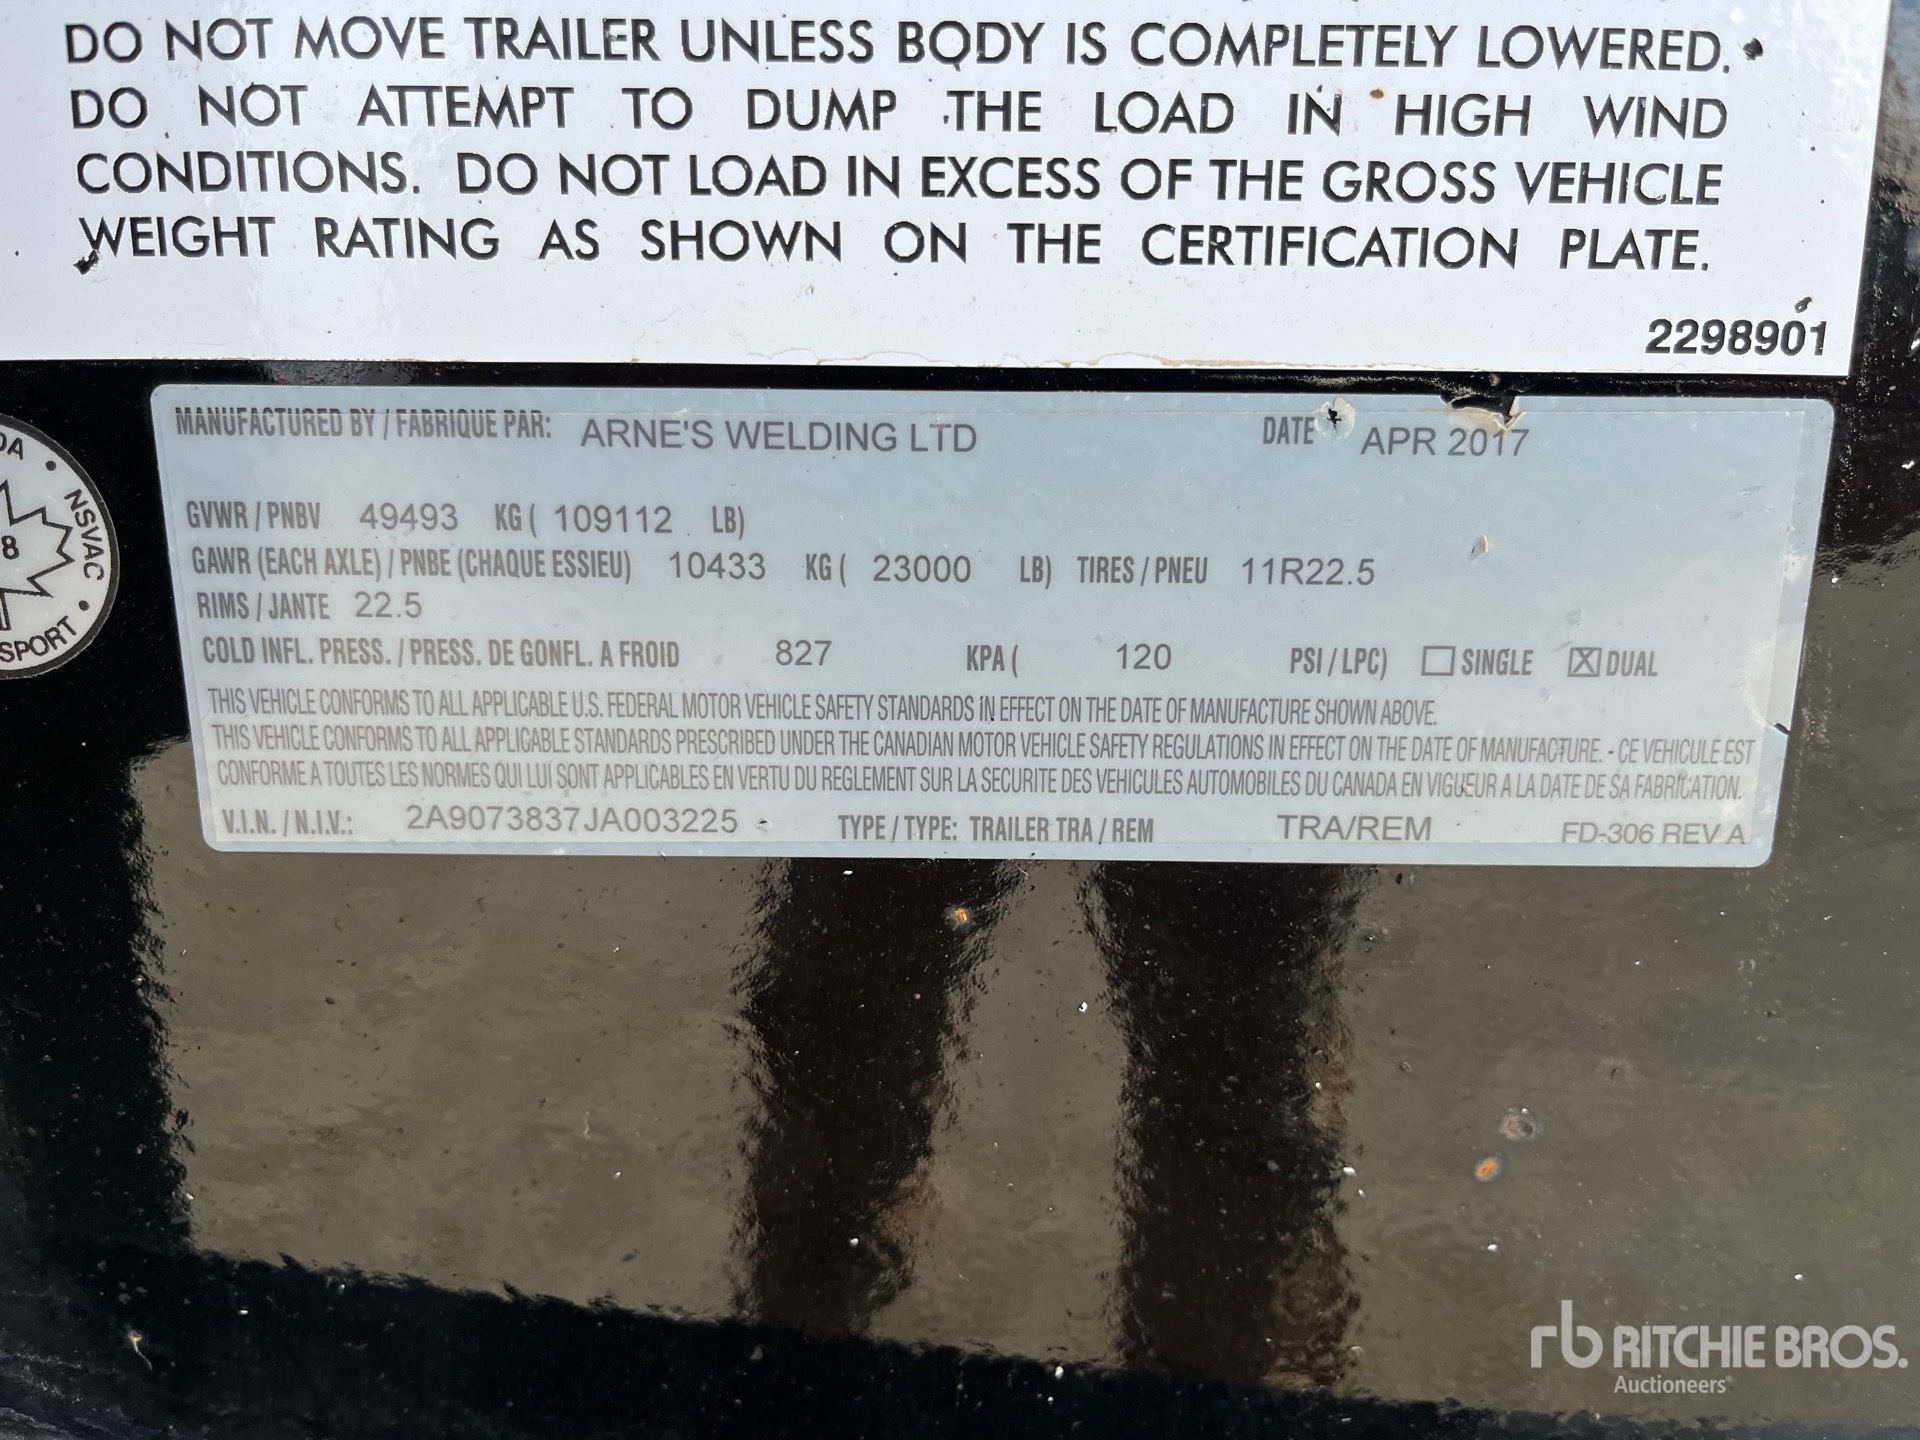 DO NOT MOVE TRAILER UNLESS BODY IS COMPLETELY LOWERED.
DO NOT ATTEMPT TO DUMP THE LOAD IN HIGH WIND
CONDITIONS. DO NOT LOAD IN EXCESS OF THE GROSS VEHICLE
WEIGHT RATING AS SHOWN ON THE CERTIFICATION PLATE.
2298901
MANUFACTURED BY / FABRIQUE PAR: ARNE'S WELDING LTD DATE APR 2017
GVWR / PNBV 49493 KG ( 109112 LB)
GAWR (EACH AXLE) / PNBE (CHAQUE ESSIEU) 10433 KG ( 23000 LB) TIRES / PNEU 11R22.5
RIMS / JANTE 22.5
COLD INFL. PRESS. / PRESS. DE GONFL. A FROID 827 KPA ( 120 PSI / LPC) ☐ SINGLE ☒ DUAL
THIS VEHICLE CONFORMS TO ALL APPLICABLE U.S. FEDERAL MOTOR VEHICLE SAFETY STANDARDS IN EFFECT ON THE DATE OF MANUFACTURE SHOWN ABOVE.
THIS VEHICLE CONFORMS TO ALL APPLICABLE STANDARDS PRESCRIBED UNDER THE CANADIAN MOTOR VEHICLE SAFETY REGULATIONS IN EFFECT ON THE DATE OF MANUFACTURE. - CE VEHICULE EST
CONFORME A TOUTES LES NORMES QUI LUI SONT APPLICABLES EN VERTU DU REGLEMENT SUR LA SECURITE DES VEHICULES AUTOMOBILES DU CANADA EN VIGUEUR A LA DATE DE SA FABRICATION.
V.I.N. / N.I.V.: 2A9073837JA003225 TYPE / TYPE: TRAILER TRA / REM TRA/REM FD-306 REV A
NSVAC
8
rb RITCHIE BROS.
Auctioneers